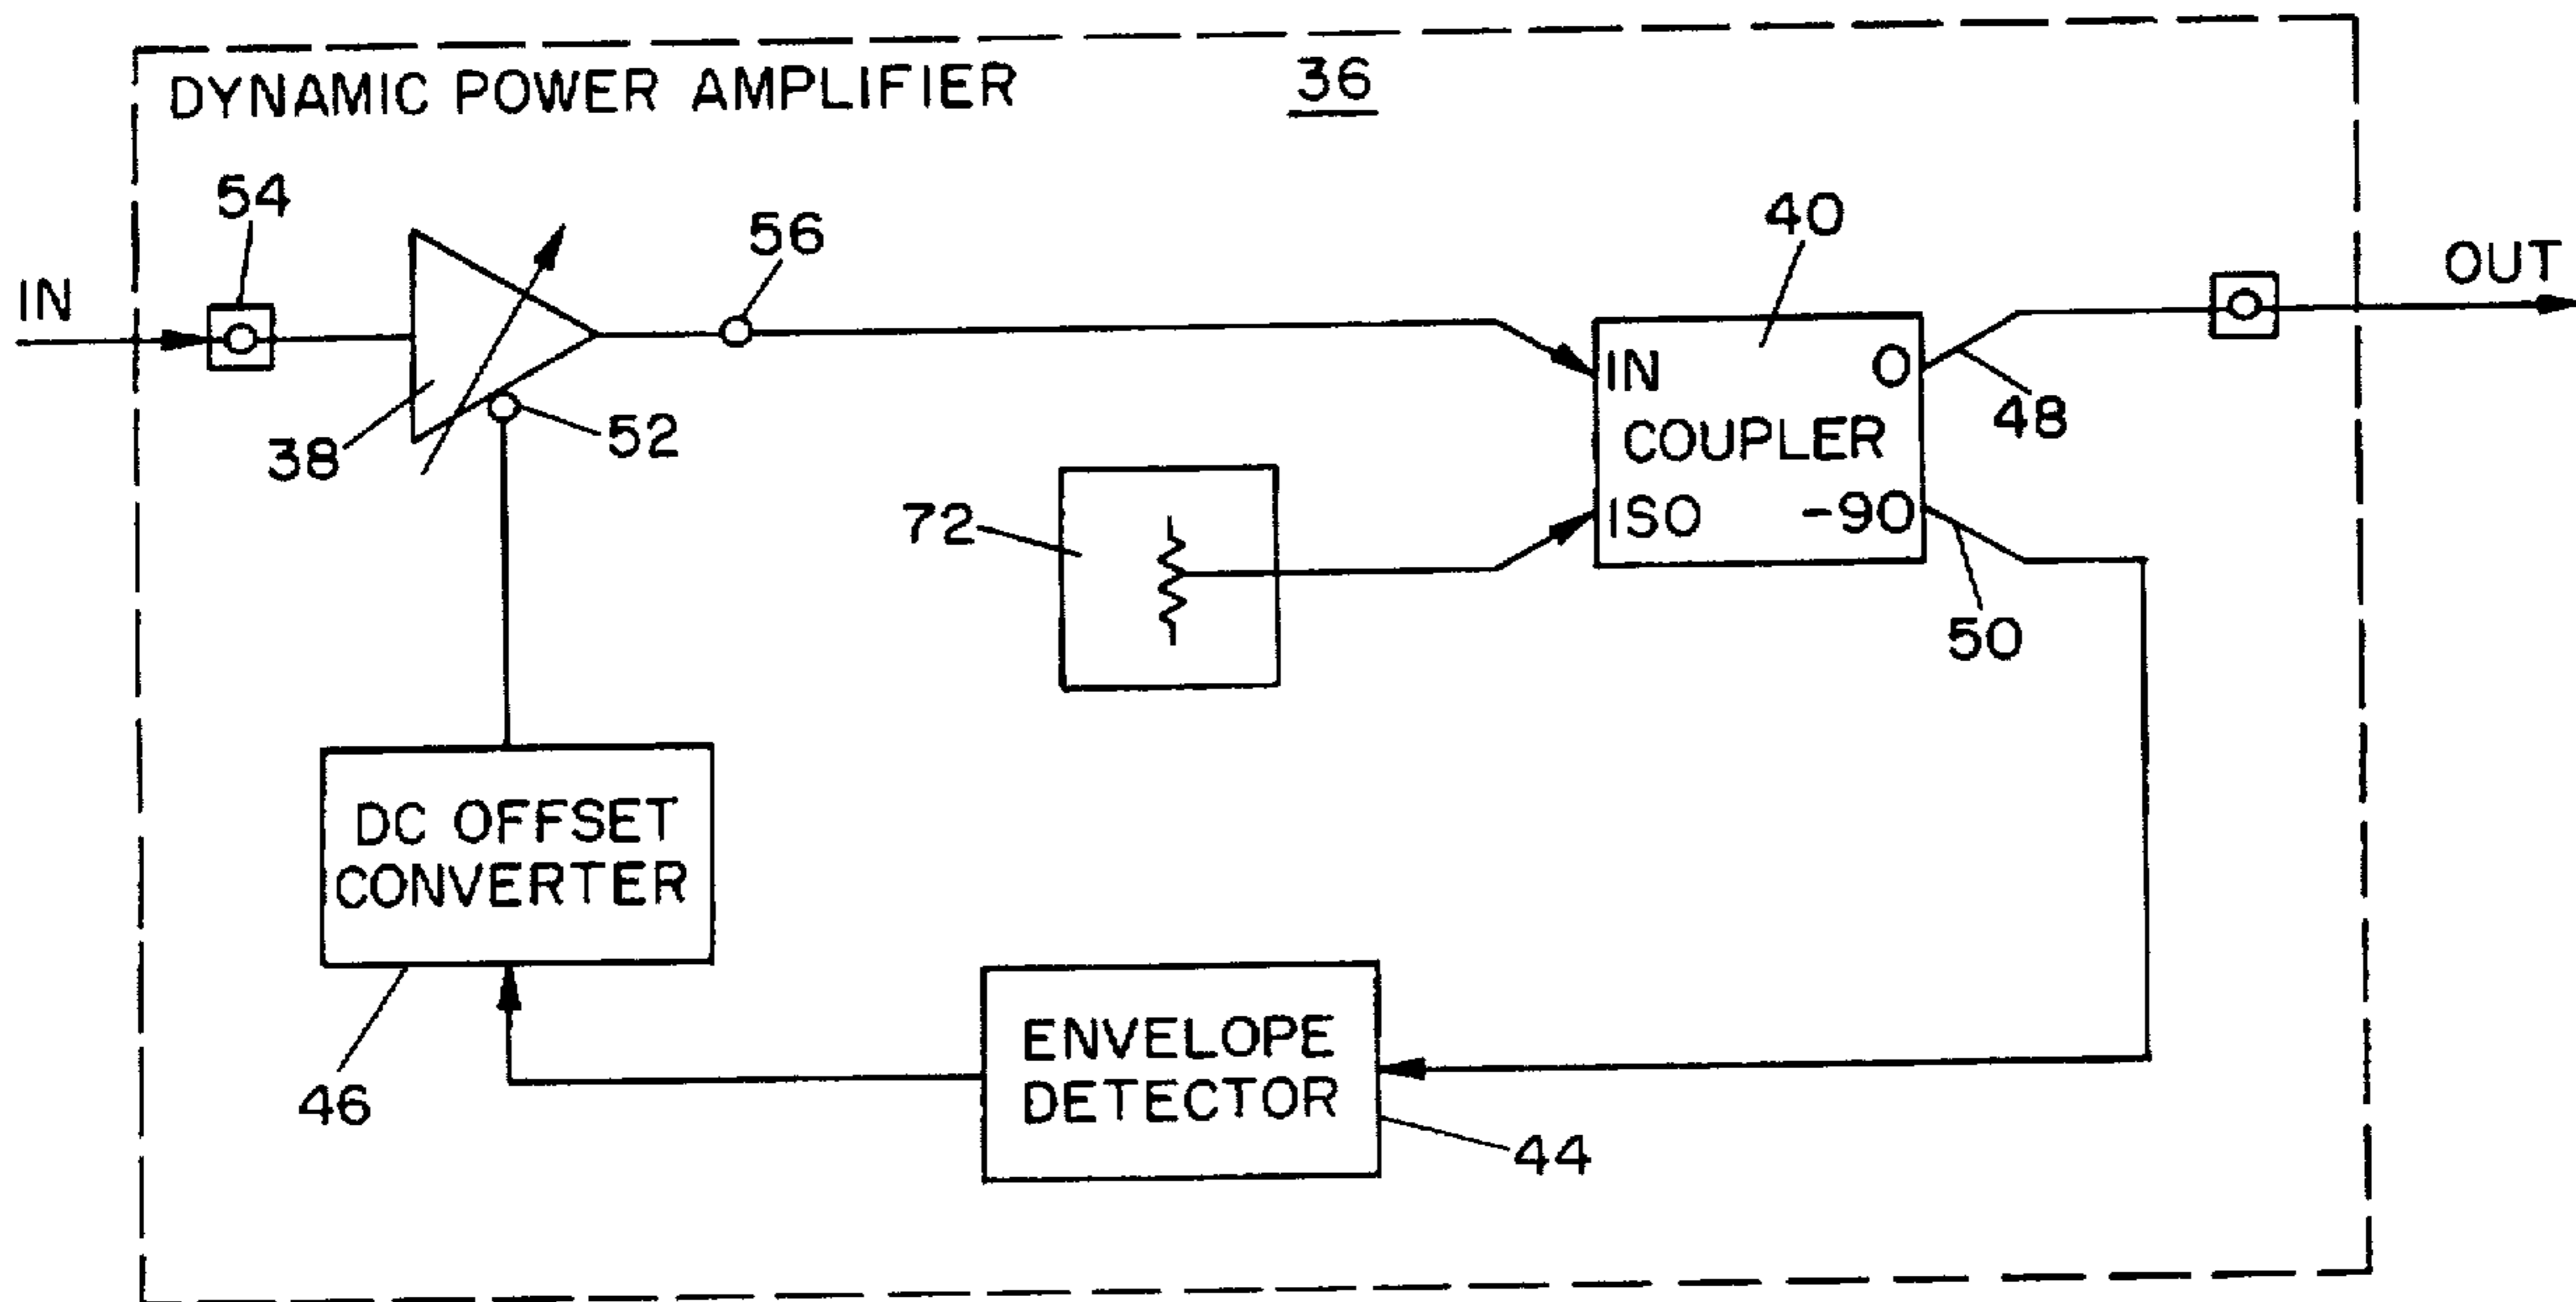 DYNAMIC POWER AMPLIFIER
36
54
56
40
IN
OUT
IN
0
COUPLER
48
38
52
72
ISO
-90
50
DC OFFSET
CONVERTER
ENVELOPE
DETECTOR
46
44